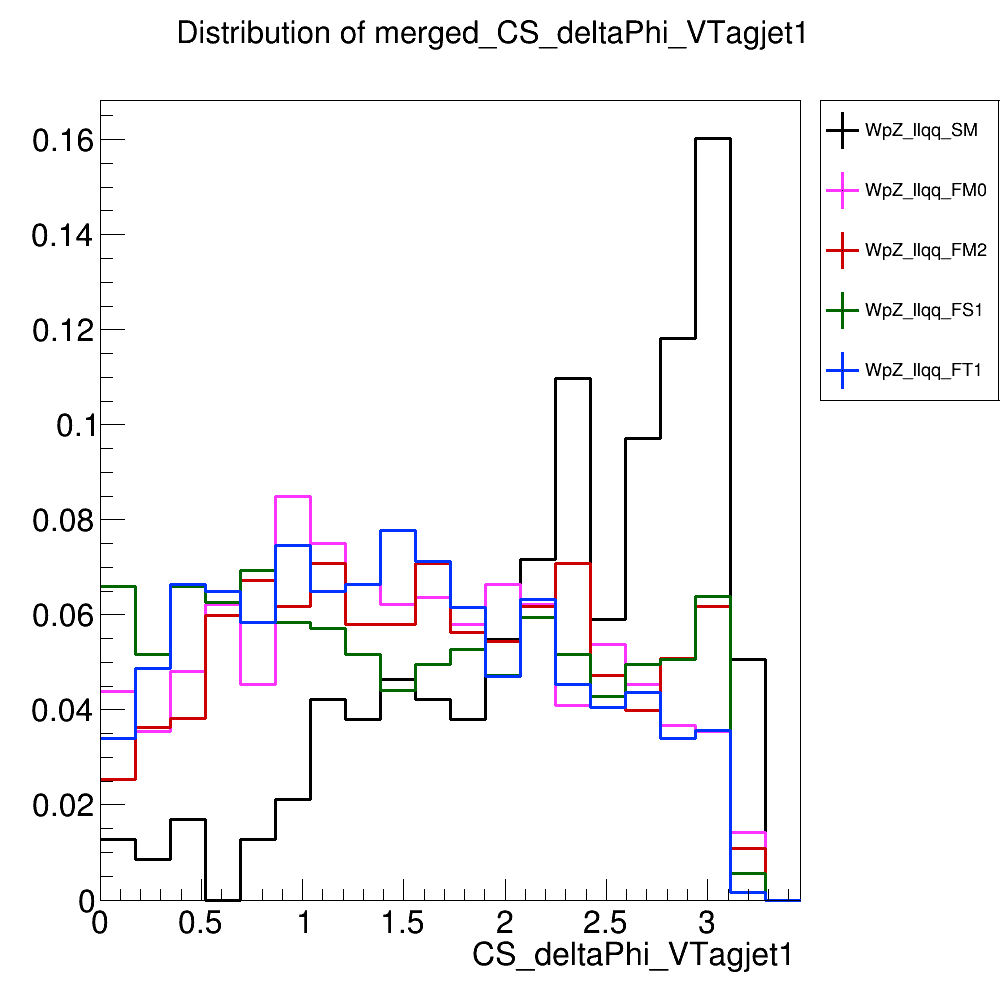 Distribution of merged_CS_deltaPhi_VTagjet1
WpZ_llqq_SM
WpZ_llqq_FM0
WpZ_llqq_FM2
WpZ_llqq_FS1
WpZ_llqq_FT1
0.16
0.14
0.12
0.1
0.08
0.06
0.04
0.02
0
0 0.5 1 1.5 2 2.5 3
CS_deltaPhi_VTagjet1